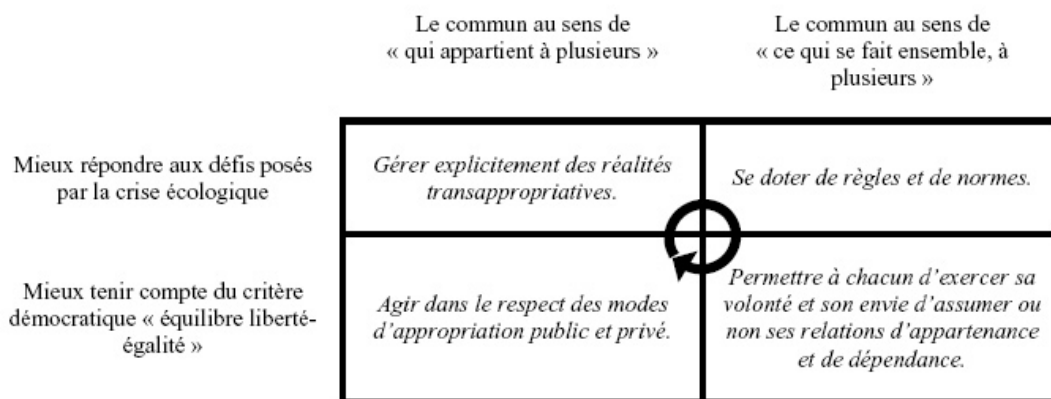 Le commun au sens de
« qui appartient à plusieurs »
Le commun au sens de
« ce qui se fait ensemble, à
plusieurs »
Mieux répondre aux défis posés
par la crise écologique
Gérer explicitement des réalités
transappropriatives.
Se doter de règles et de normes.
Mieux tenir compte du critère
démocratique « équilibre liberté-
égalité »
Agir dans le respect des modes
d'appropriation public et privé.
Permettre à chacun d'exercer sa
volonté et son envie d'assumer ou
non ses relations d'appartenance
et de dépendance.